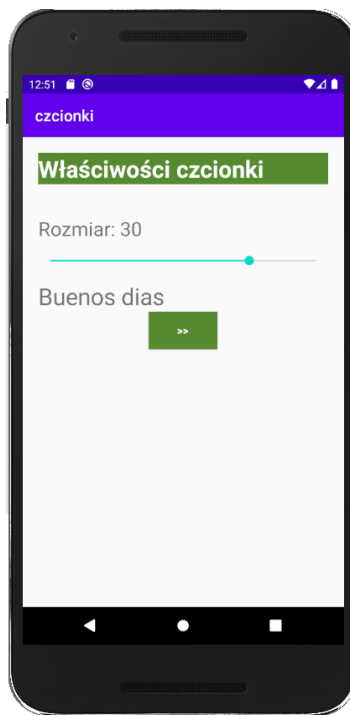 12:51
czcionki
Właściwości czcionki
Rozmiar: 30
Buenos dias
>>